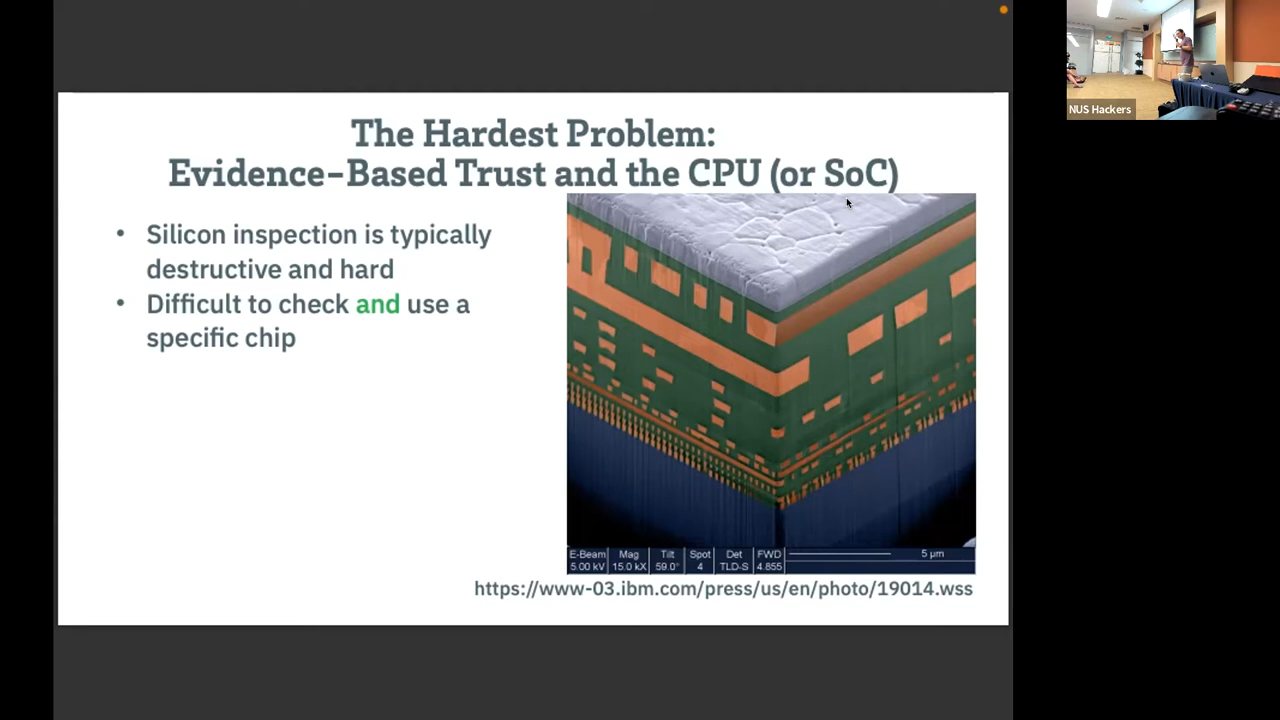 The Hardest Problem:
Evidence-Based Trust and the CPU (or SoC)
• Silicon inspection is typically
destructive and hard
• Difficult to check and use a
specific chip
E-Beam Mag Tilt Spot Det FWD 5 µm
5.00 kV 15.0 kX 59.0° 4 TLD-S 4.855
https://www-03.ibm.com/press/us/en/photo/19014.wss
NUS Hackers